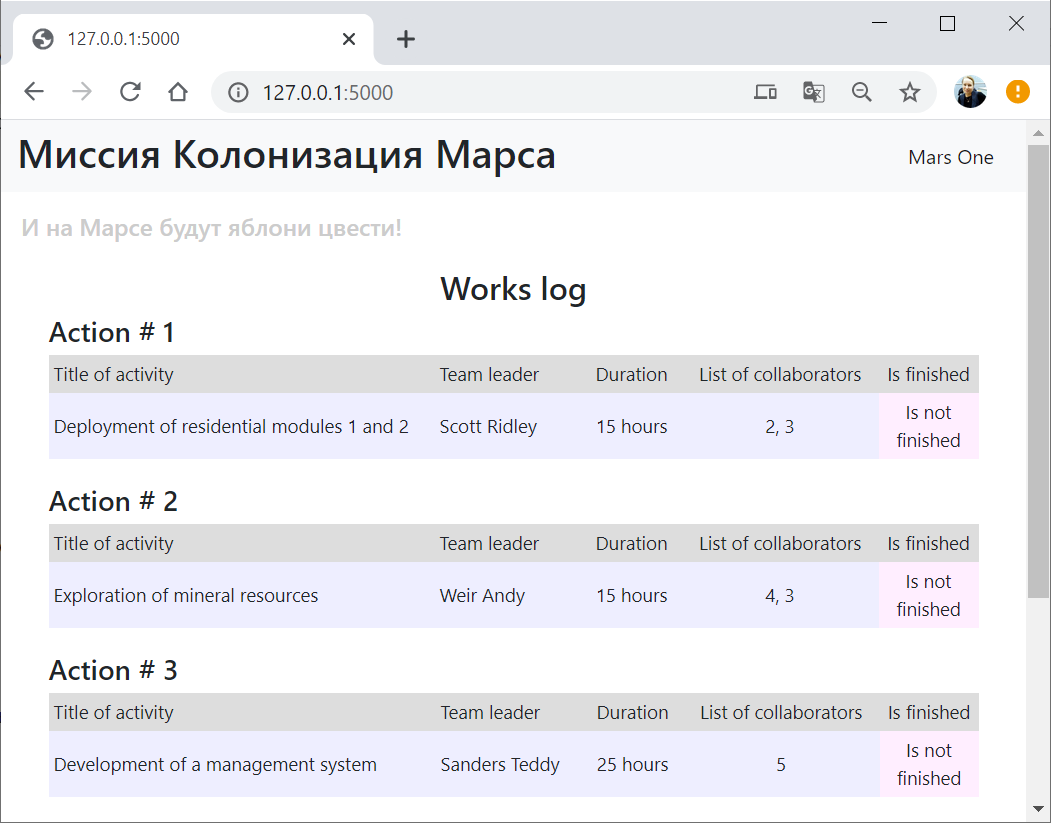 127.0.0.1:5000
127.0.0.1:5000
Миссия Колонизация Марса
Mars One
И на Марсе будут яблони цвести!
Works log
Action # 1
Title of activity Team leader Duration List of collaborators Is finished
Deployment of residential modules 1 and 2 Scott Ridley 15 hours 2, 3 Is not finished
Action # 2
Title of activity Team leader Duration List of collaborators Is finished
Exploration of mineral resources Weir Andy 15 hours 4, 3 Is not finished
Action # 3
Title of activity Team leader Duration List of collaborators Is finished
Development of a management system Sanders Teddy 25 hours 5 Is not finished